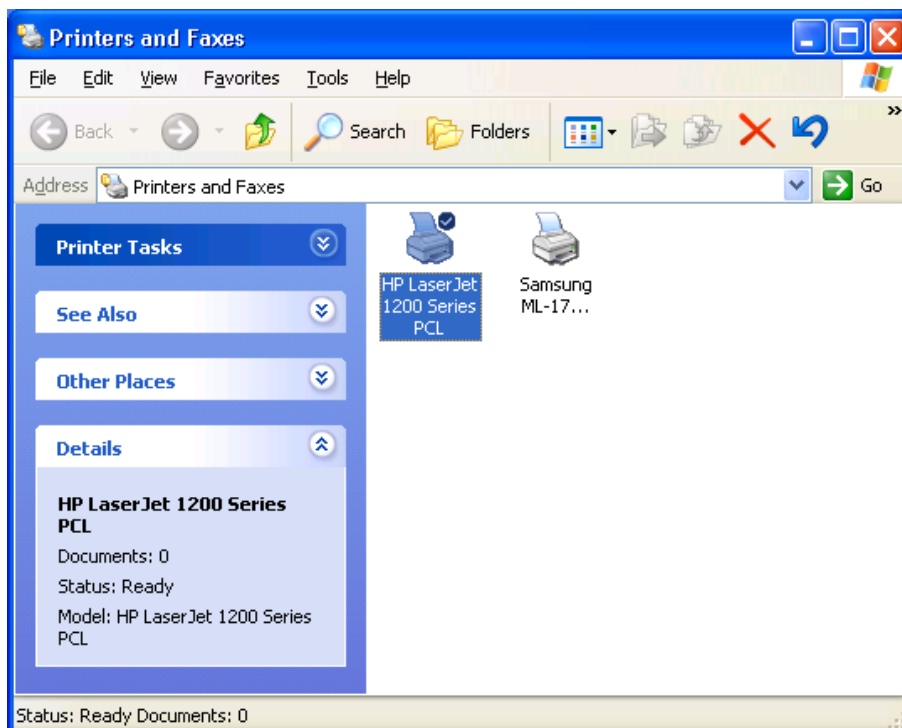 Printers and Faxes
File Edit View Favorites Tools Help
Back Search Folders
Address Printers and Faxes Go
Printer Tasks
See Also
Other Places
Details
HP LaserJet 1200 Series
PCL
Documents: 0
Status: Ready
Model: HP LaserJet 1200 Series
PCL
HP LaserJet
1200 Series
PCL
Samsung
ML-17...
Status: Ready Documents: 0